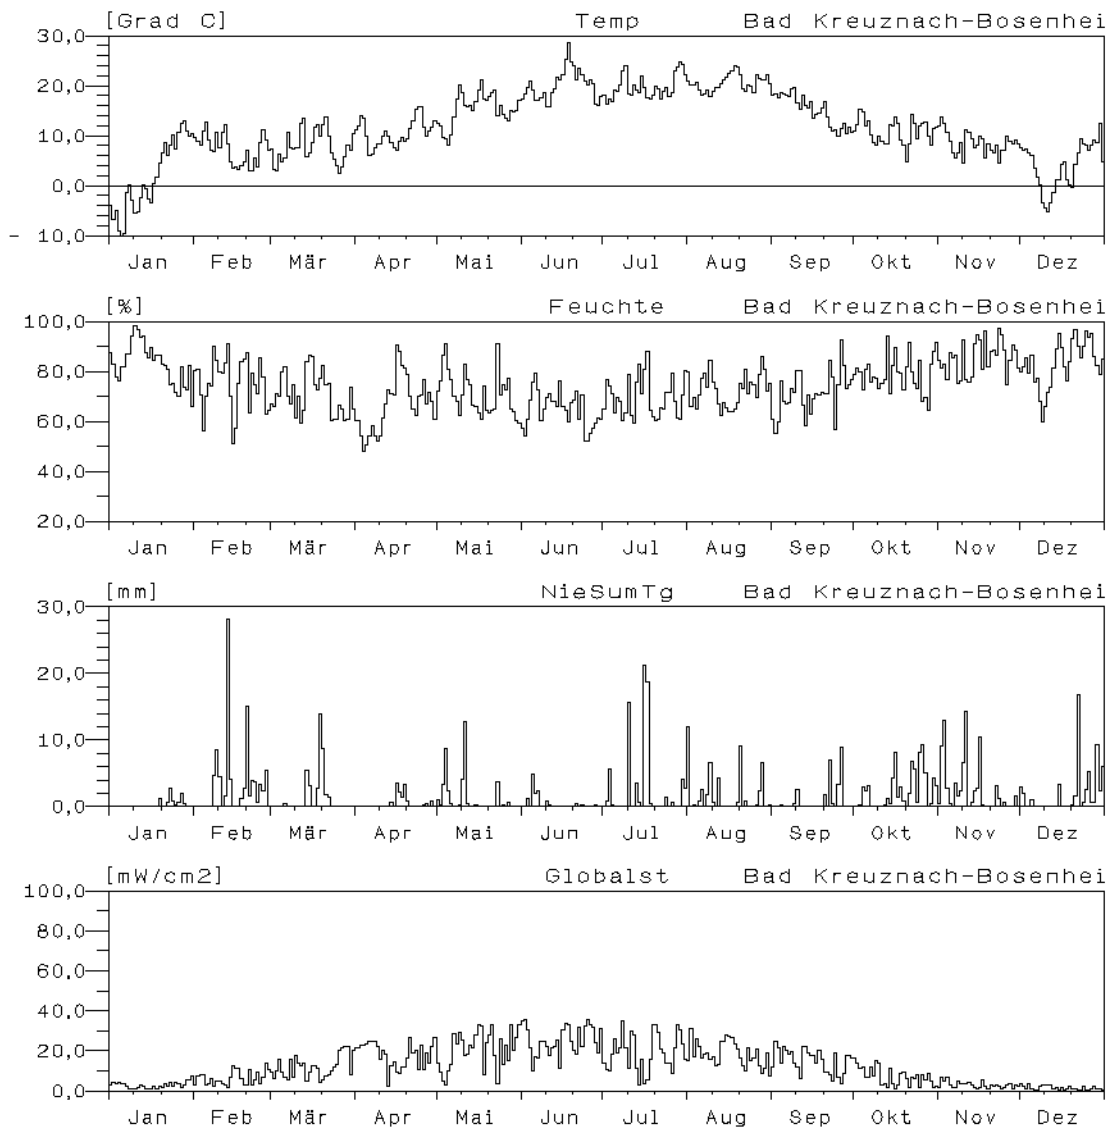 [Grad C] Temp Bad Kreuznach-Bosenhei
30,0
20,0
10,0
0,0
- 10,0
Jan Feb Mär Apr Mai Jun Jul Aug Sep Okt Nov Dez
[%] Feuchte Bad Kreuznach-Bosenhei
100,0
80,0
60,0
40,0
20,0
Jan Feb Mär Apr Mai Jun Jul Aug Sep Okt Nov Dez
[mm] NieSumTg Bad Kreuznach-Bosenhei
30,0
20,0
10,0
0,0
Jan Feb Mär Apr Mai Jun Jul Aug Sep Okt Nov Dez
[mW/cm2] Globalst Bad Kreuznach-Bosenhei
100,0
80,0
60,0
40,0
20,0
0,0
Jan Feb Mär Apr Mai Jun Jul Aug Sep Okt Nov Dez